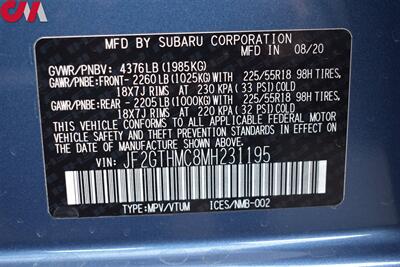 CMA
MFD BY SUBARU CORPORATION
GVWR/PNBV: 4376LB (1985KG) MFD IN 08/20
GAWR/PNBE:FRONT- 2260LB (1025KG)WITH 225/55R18 98H TIRES,
18X7J RIMS AT 230 KPA (33 PSI)COLD
GAWR/PNBE:REAR - 2205LB (1000KG)WITH 225/55R18 98H TIRES,
18X7J RIMS AT 220 KPA (32 PSI)COLD
THIS VEHICLE CONFORMS TO ALL APPLICABLE FEDERAL MOTOR
VEHICLE SAFETY AND THEFT PREVENTION STANDARDS IN EFFECT
ON THE DATE OF MANUFACTURE SHOWN ABOVE.
VIN: JF2GTHMC8MH231195
TYPE:MPV/VTUM ICES/NMB-002